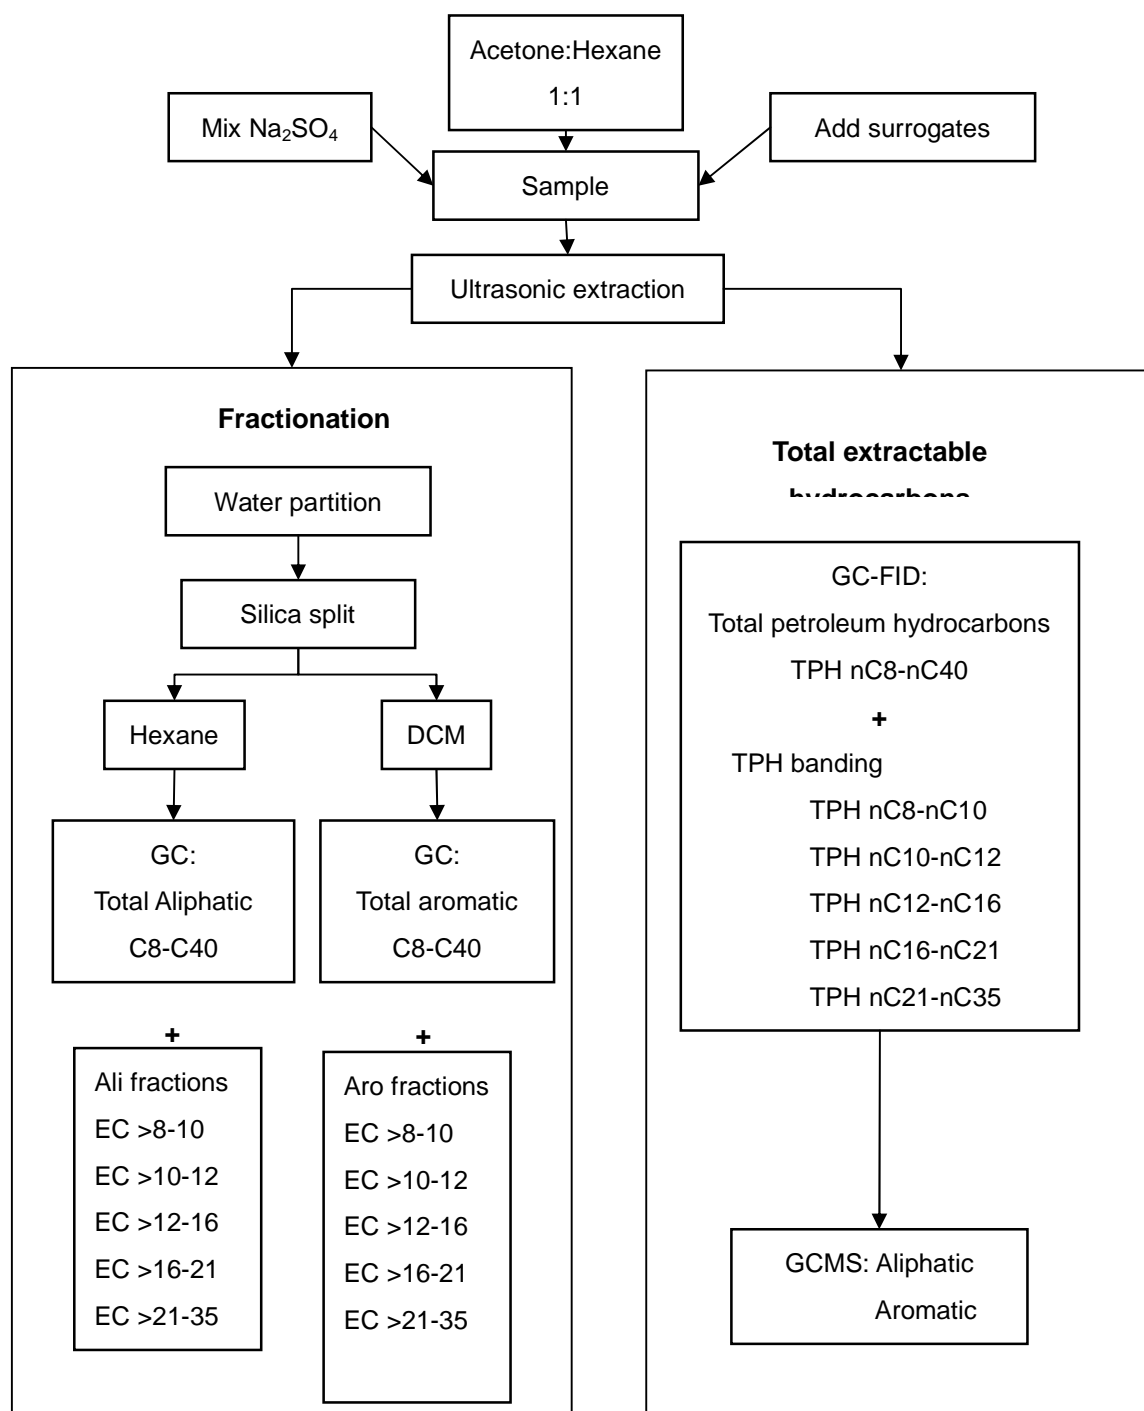 Acetone:Hexane
1:1
Mix Na₂SO₄
Add surrogates
Sample
Ultrasonic extraction
Fractionation
Water partition
Silica split
Hexane
DCM
GC:
Total Aliphatic
C8-C40
GC:
Total aromatic
C8-C40
+
Ali fractions
EC >8-10
EC >10-12
EC >12-16
EC >16-21
EC >21-35
+
Aro fractions
EC >8-10
EC >10-12
EC >12-16
EC >16-21
EC >21-35
Total extractable
hydrocarbons
GC-FID:
Total petroleum hydrocarbons
TPH nC8-nC40
+
TPH banding
TPH nC8-nC10
TPH nC10-nC12
TPH nC12-nC16
TPH nC16-nC21
TPH nC21-nC35
GCMS: Aliphatic
Aromatic